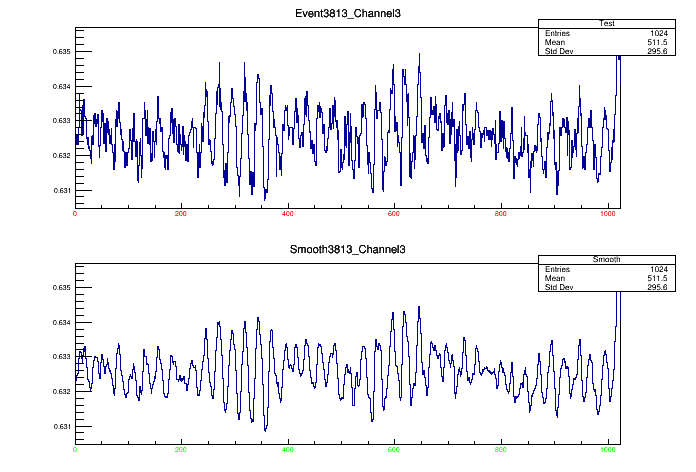 Event3813_Channel3
Test
Entries 1024
Mean 511.5
Std Dev 295.6
0.635
0.634
0.633
0.632
0.631
0 200 400 600 800 1000
Smooth3813_Channel3
Smooth
Entries 1024
Mean 511.5
Std Dev 295.6
0.635
0.634
0.633
0.632
0.631
0 200 400 600 800 1000